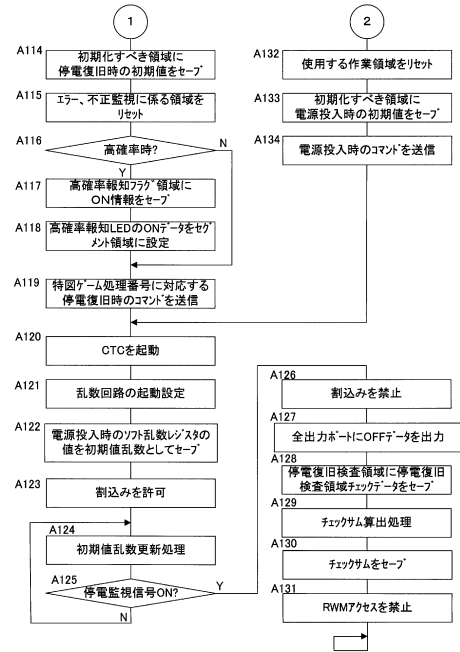 1
A114
初期化すべき領域に
停電復旧時の初期値をセーブ
A115
エラー、不正監視に係る領域を
リセット
A116
高確率時?
N
Y
A117
高確率報知フラグ領域に
ON情報をセーブ
A118
高確率報知LEDのONデータをセグ
メント領域に設定
A119
特図ゲーム処理番号に対応する
停電復旧時のコマンドを送信
A120
CTCを起動
A121
乱数回路の起動設定
A122
電源投入時のソフト乱数レジスタの
値を初期値乱数としてセーブ
A123
割込みを許可
A124
初期値乱数更新処理
A125
停電監視信号ON?
Y
N
2
A132
使用する作業領域をリセット
A133
初期化すべき領域に
電源投入時の初期値をセーブ
A134
電源投入時のコマンドを送信
A126
割込みを禁止
A127
全出力ポートにOFFデータを出力
A128
停電復旧検査領域に停電復旧
検査領域チェックデータをセーブ
A129
チェックサム算出処理
A130
チェックサムをセーブ
A131
RWMアクセスを禁止